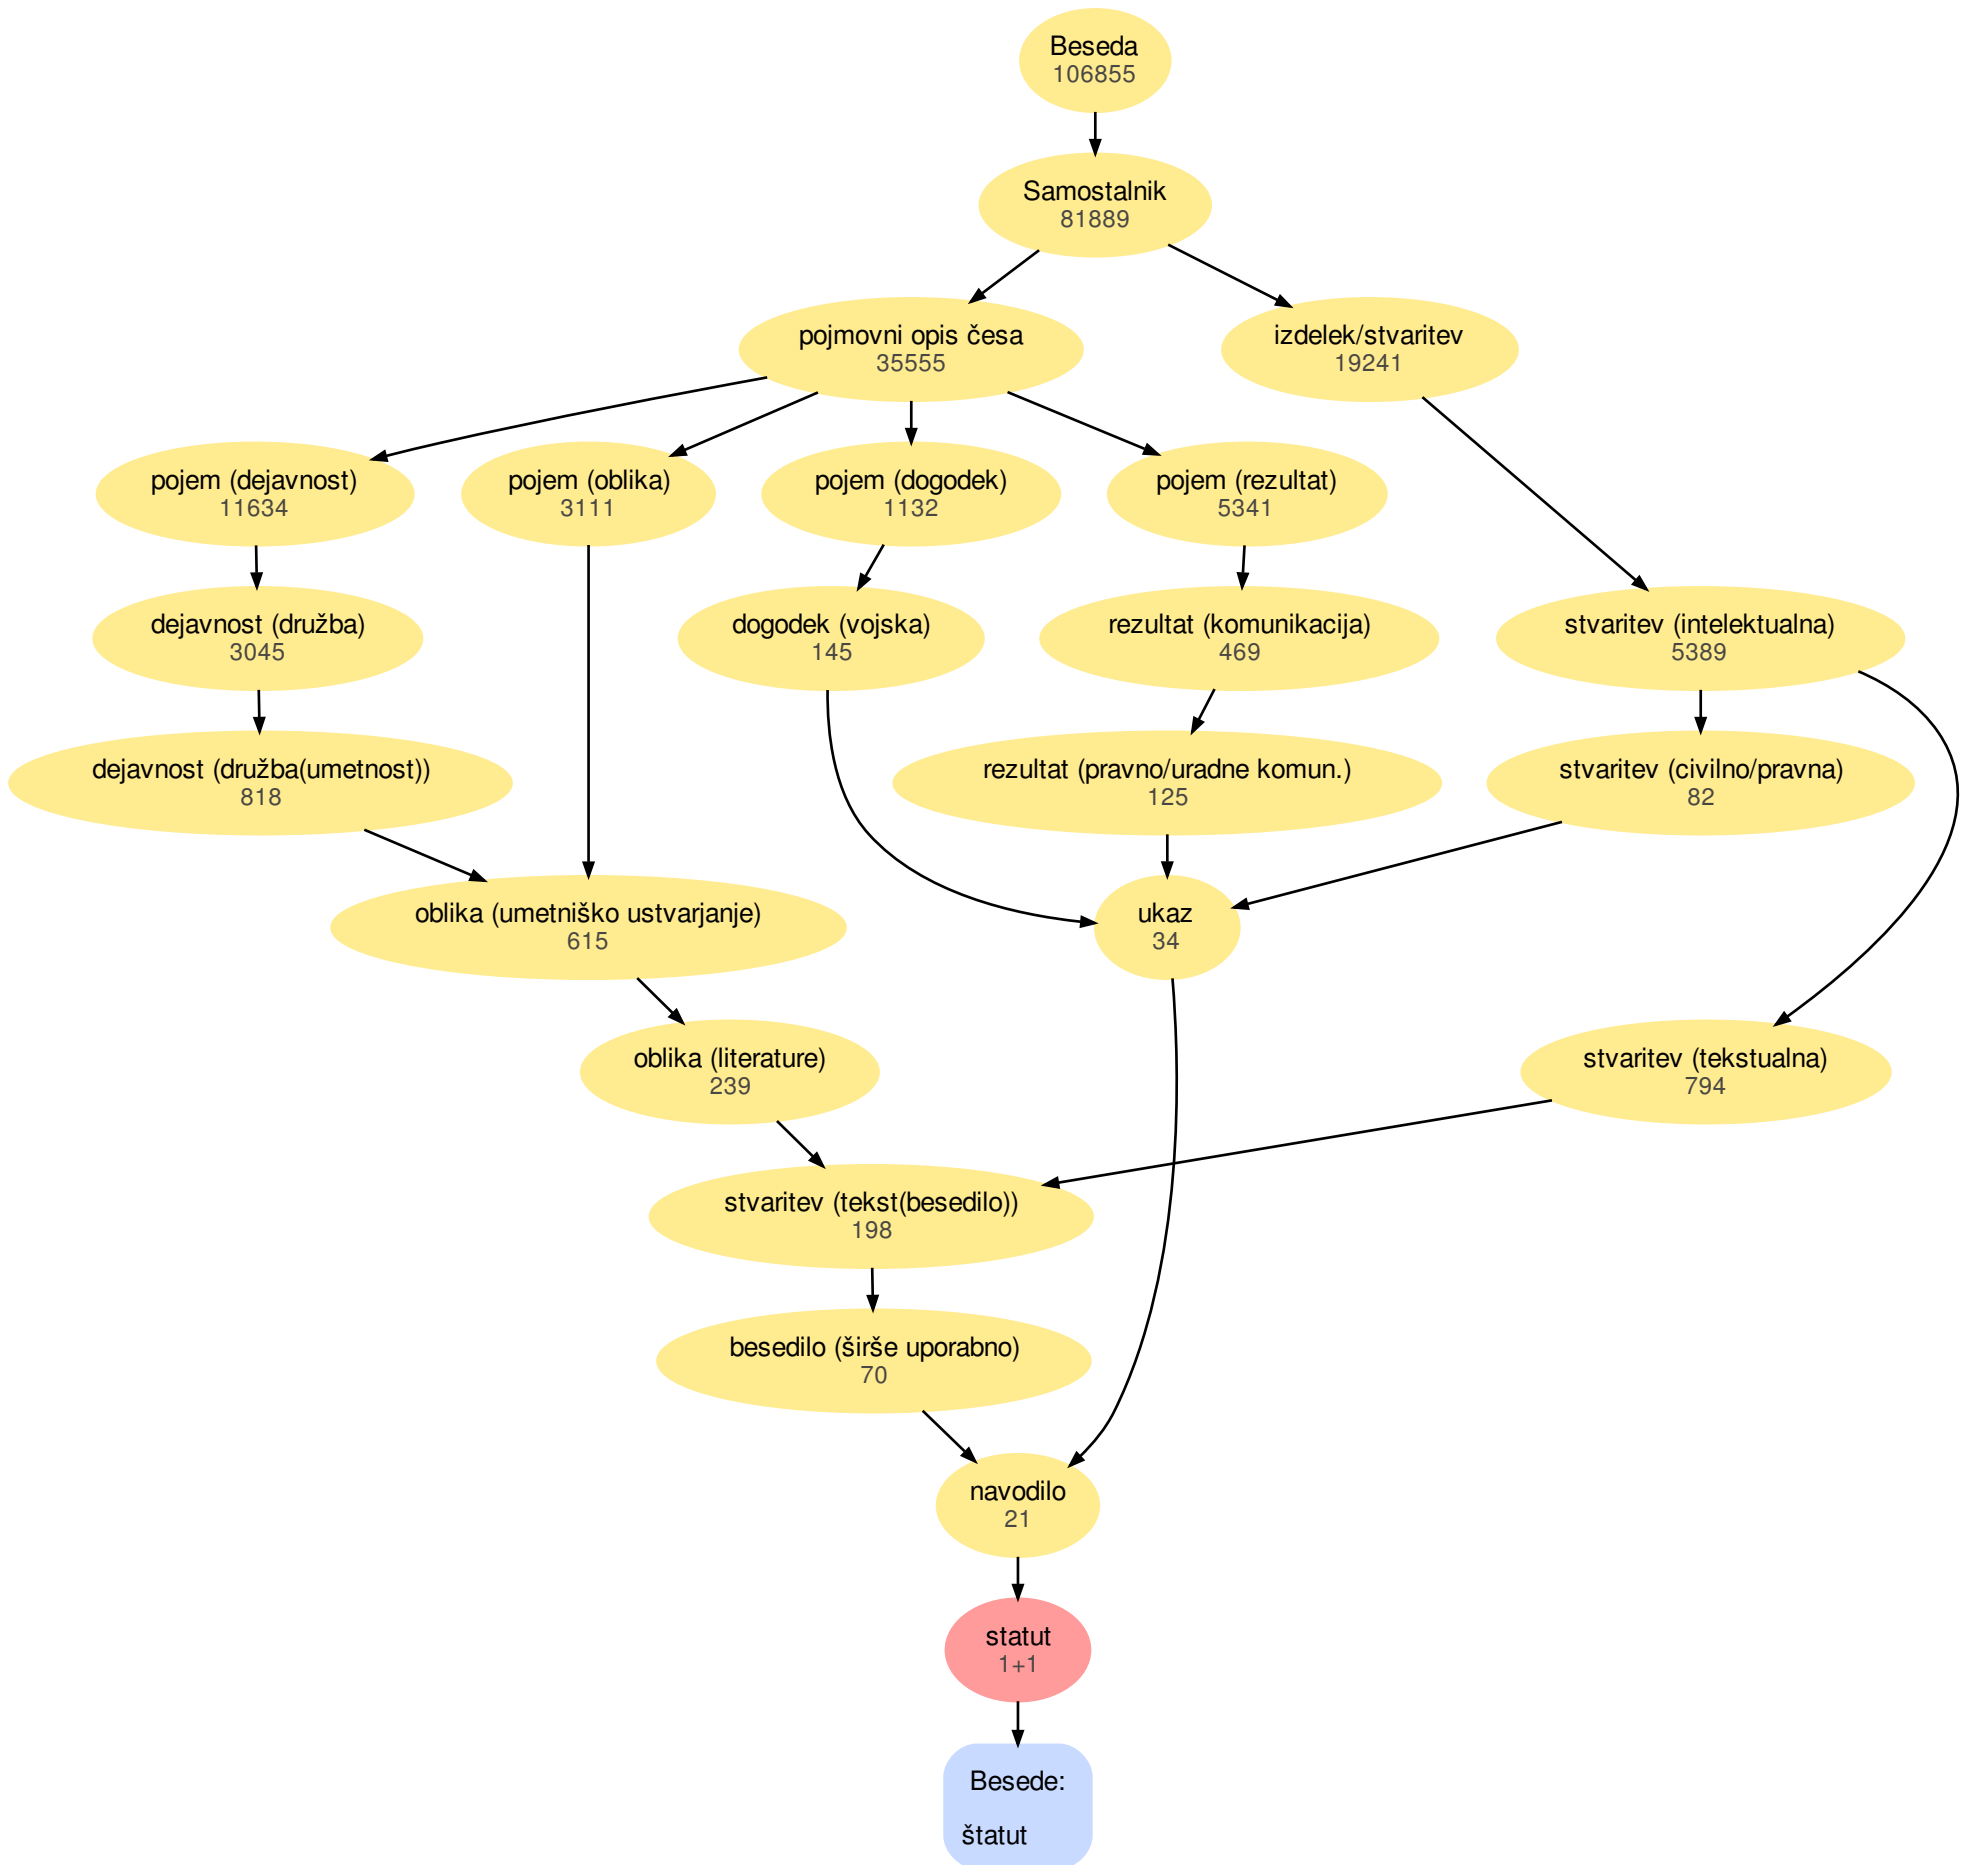 Beseda
106855
Samostalnik
81889
pojmovni opis česa
35555
izdelek/stvaritev
19241
pojem (dejavnost)
11634
pojem (oblika)
3111
pojem (dogodek)
1132
pojem (rezultat)
5341
dejavnost (družba)
3045
dogodek (vojska)
145
rezultat (komunikacija)
469
stvaritev (intelektualna)
5389
dejavnost (družba(umetnost))
818
rezultat (pravno/uradne komun.)
125
stvaritev (civilno/pravna)
82
oblika (umetniško ustvarjanje)
615
ukaz
34
oblika (literature)
239
stvaritev (tekstualna)
794
stvaritev (tekst(besedilo))
198
besedilo (širše uporabno)
70
navodilo
21
statut
1+1
Besede:
štatut